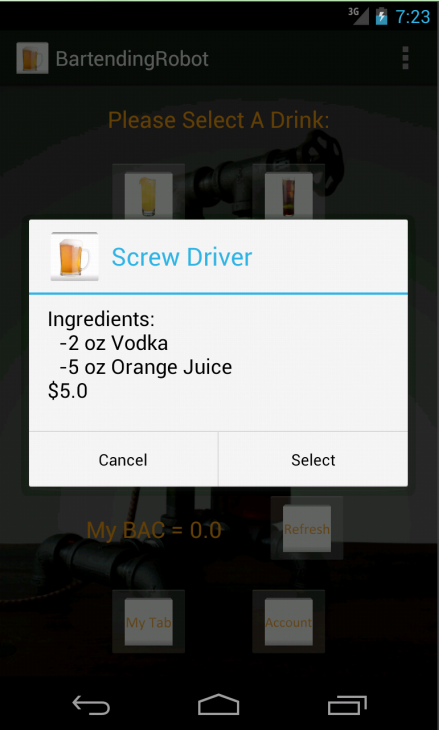 3G 7:23
BartendingRobot
Please Select A Drink:
Screw Driver
Ingredients:
-2 oz Vodka
-5 oz Orange Juice
$5.0
Cancel Select
My BAC = 0.0 Refresh
My Tab Account